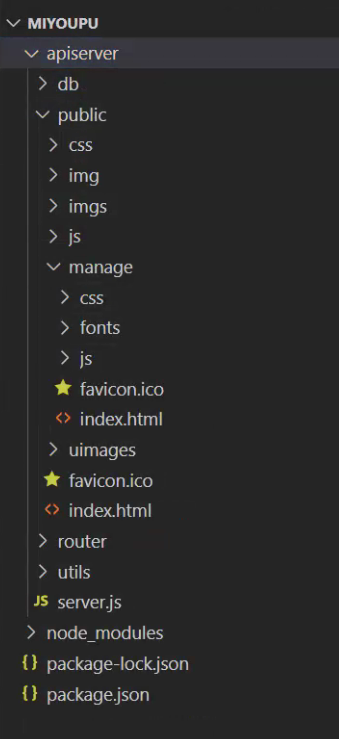 MIYOUPU
apiserver
db
public
css
img
imgs
js
manage
css
fonts
js
favicon.ico
index.html
uimages
favicon.ico
index.html
router
utils
JS server.js
node_modules
{} package-lock.json
{} package.json